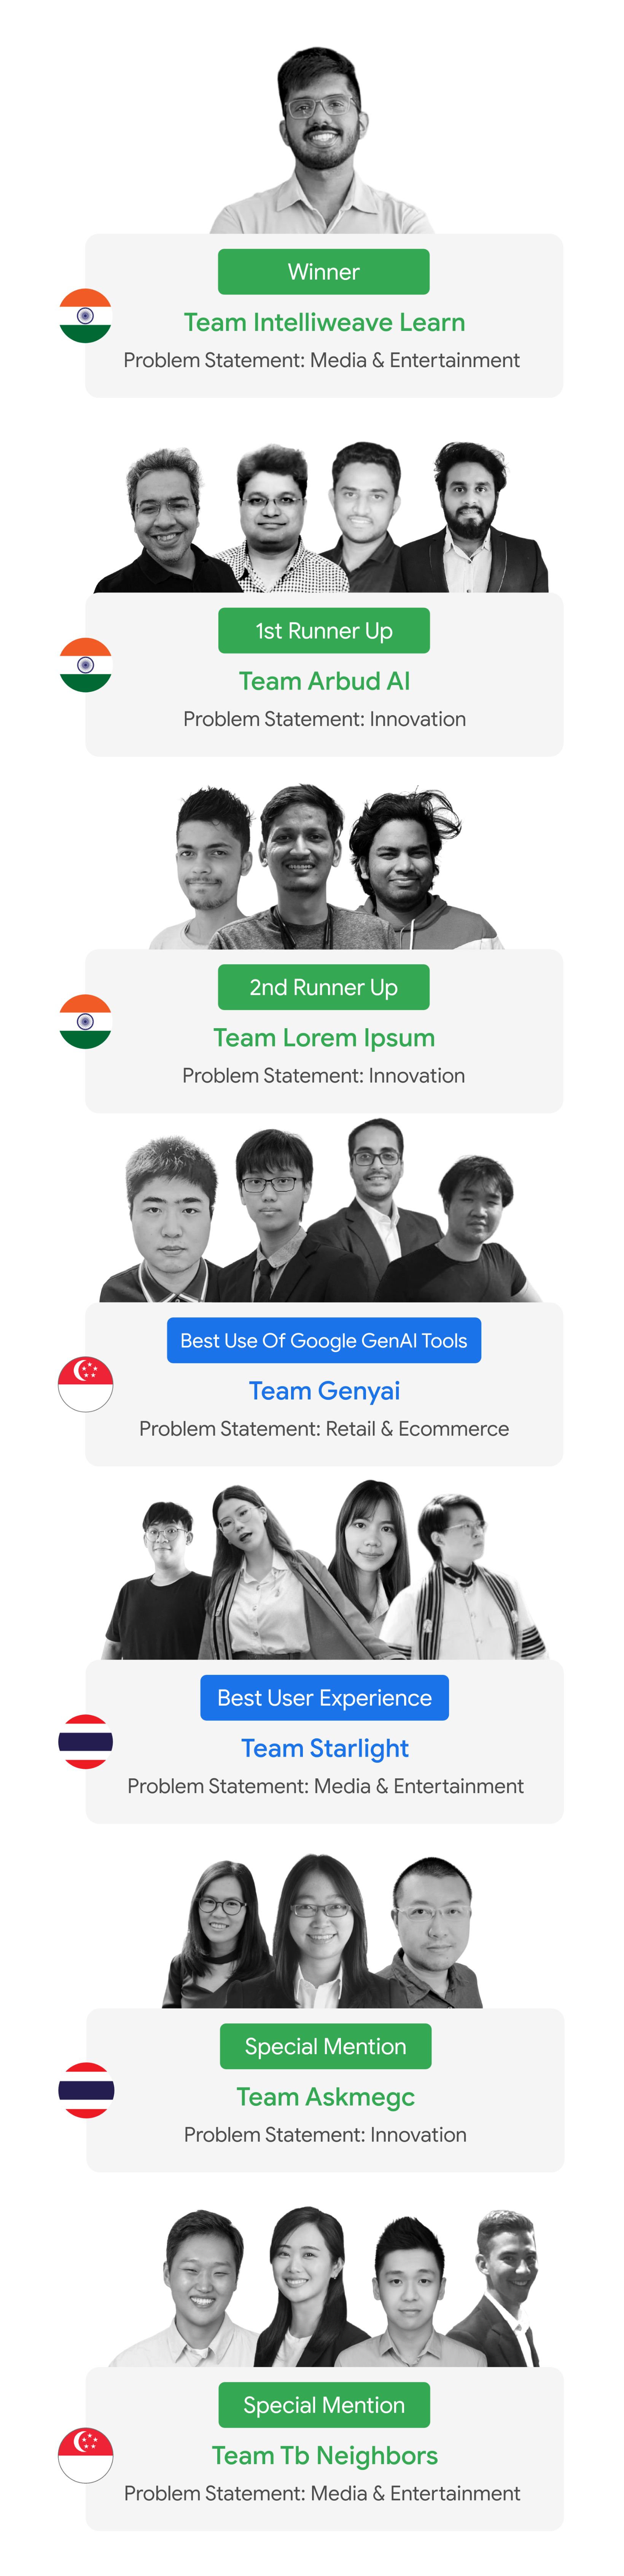 Winner
Team Intelliweave Learn
Problem Statement: Media & Entertainment
1st Runner Up
Team Arbud AI
Problem Statement: Innovation
2nd Runner Up
Team Lorem Ipsum
Problem Statement: Innovation
Best Use Of Google GenAI Tools
Team Genyai
Problem Statement: Retail & Ecommerce
Best User Experience
Team Starlight
Problem Statement: Media & Entertainment
Special Mention
Team Askmegc
Problem Statement: Innovation
Special Mention
Team Tb Neighbors
Problem Statement: Media & Entertainment